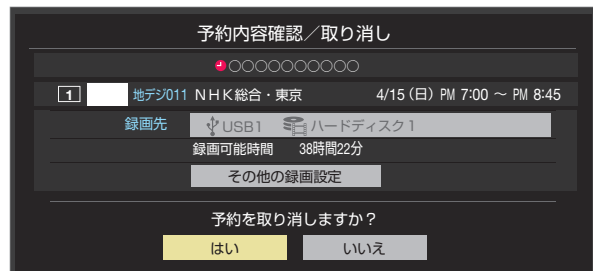 予約内容確認／取り消し
○○○○○○○○○○
1 地デジ011 NHK総合・東京 4/15(日) PM 7:00 ～ PM 8:45
録画先 USB1 ハードディスク1
録画可能時間 38時間22分
その他の録画設定
予約を取り消しますか？
はい いいえ